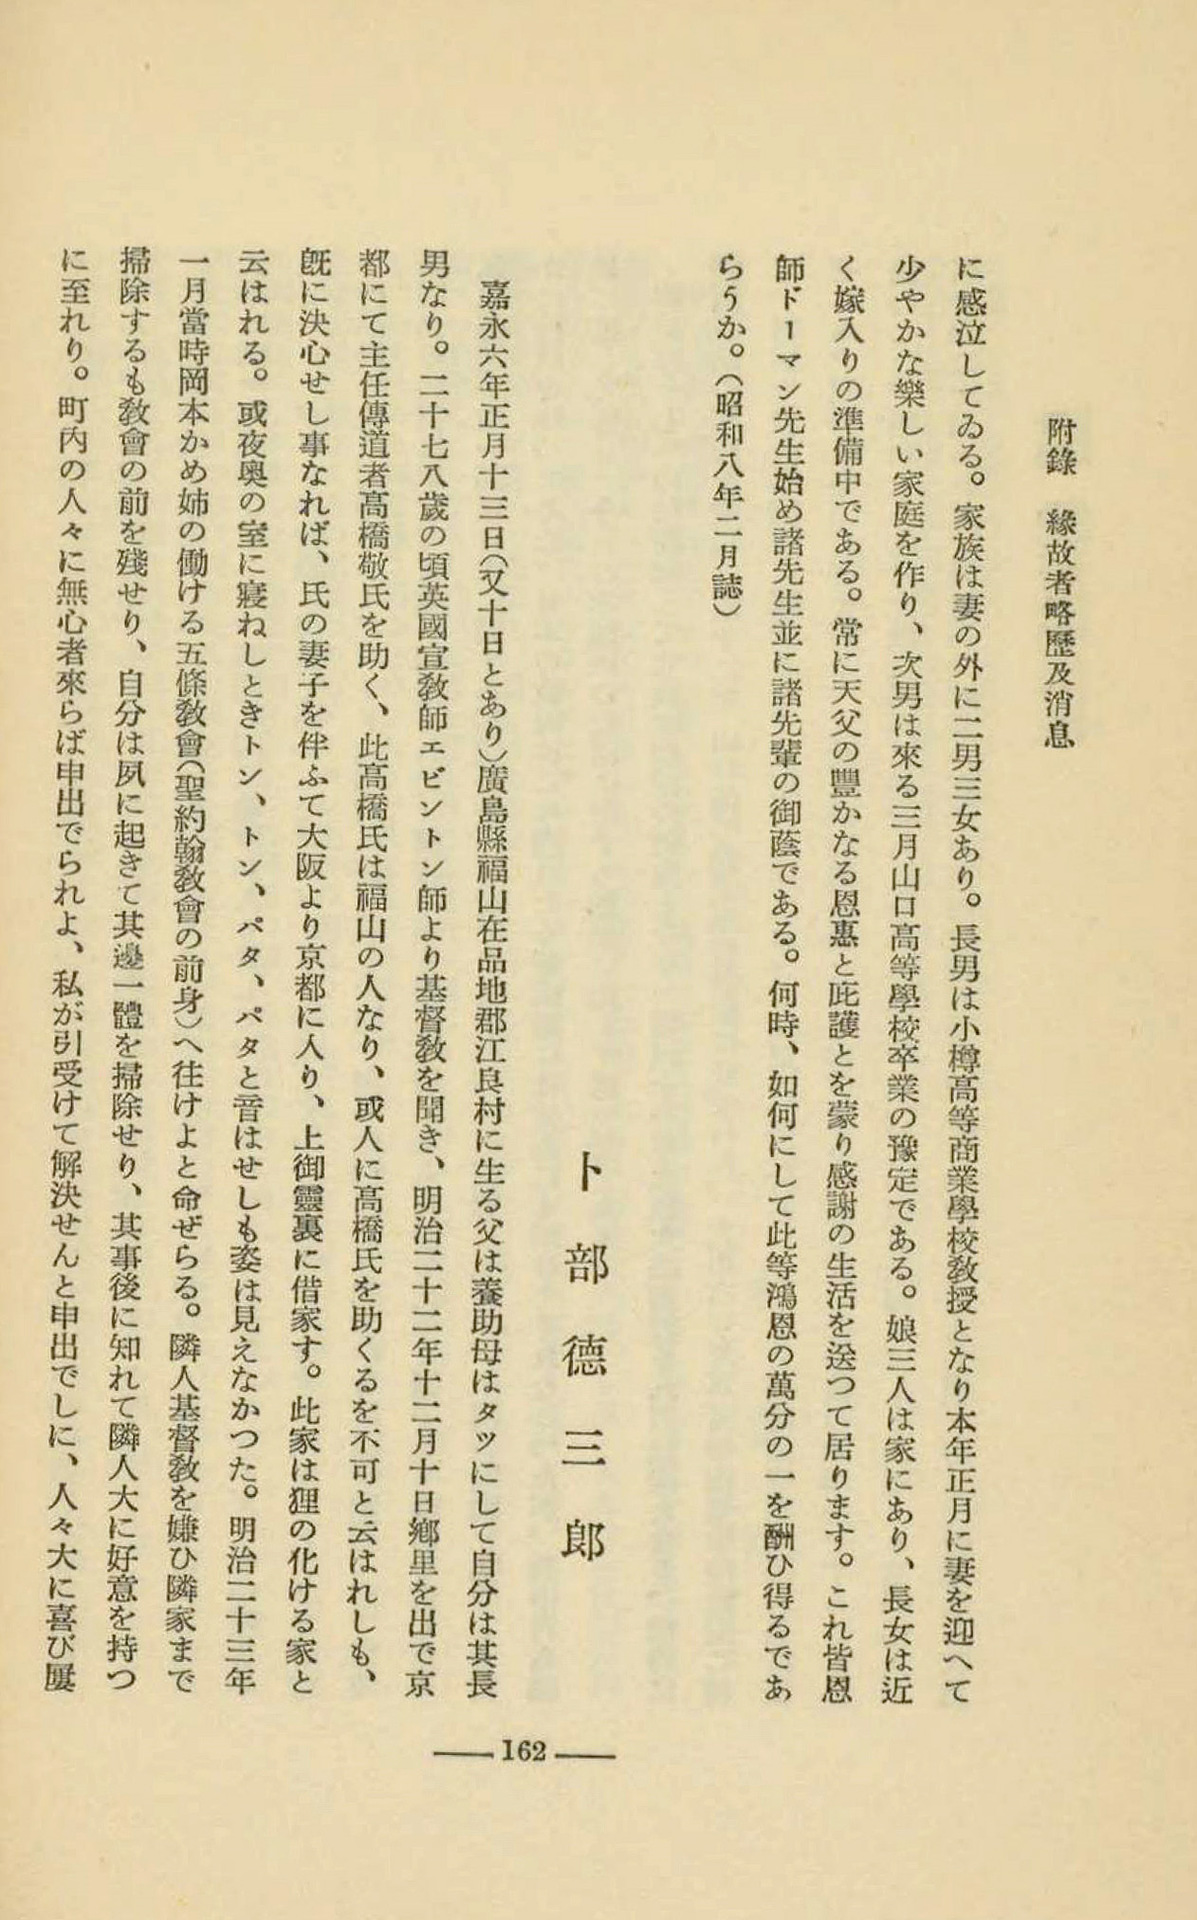 附錄　緣故者略歷及消息
に感泣してゐる。家族は妻の外に二男三女あり。長男は小樽高等商業學校敎授となり本年正月に妻を迎へて
少やかな樂しい家庭を作り、次男は來る三月山口高等學校卒業の豫定である。娘三人は家にあり、長女は近
く嫁入りの準備中である。常に天父の豐かなる恩惠と庇護とを蒙り感謝の生活を送つて居ります。これ皆恩
師ドーマン先生始め諸先生並に諸先輩の御蔭である。何時、如何にして此等鴻恩の萬分の一を酬ひ得るであ
らうか。（昭和八年二月誌）
卜部德三郎
嘉永六年正月十三日（又十日とあり）廣島縣福山在品地郡江良村に生る父は養助母はタツにして自分は其長
男なり。二十七八歲の頃英國宣敎師エビントン師より基督敎を聞き、明治二十二年十二月十日鄕里を出で京
都にて主任傳道者高橋敬氏を助く、此高橋氏は福山の人なり、或人に高橋氏を助くるを不可と云はれしも、
旣に決心せし事なれば、氏の妻子を伴ふて大阪より京都に入り、上御靈裏に借家す。此家は狸の化ける家と
云はれる。或夜奧の室に寢ねしときトン、トン、パタ、パタと音はせしも姿は見えなかつた。明治二十三年
一月當時岡本かめ姉の働ける五條敎會（聖約翰敎會の前身）へ往けよと命ぜらる。隣人基督敎を嫌ひ隣家まで
掃除するも敎會の前を殘せり、自分は夙に起きて其邊一體を掃除せり、其事後に知れて隣人大に好意を持つ
に至れり。町内の人々に無心者來らば申出でられよ、私が引受けて解決せんと申出でしに、人々大に喜び屢
162